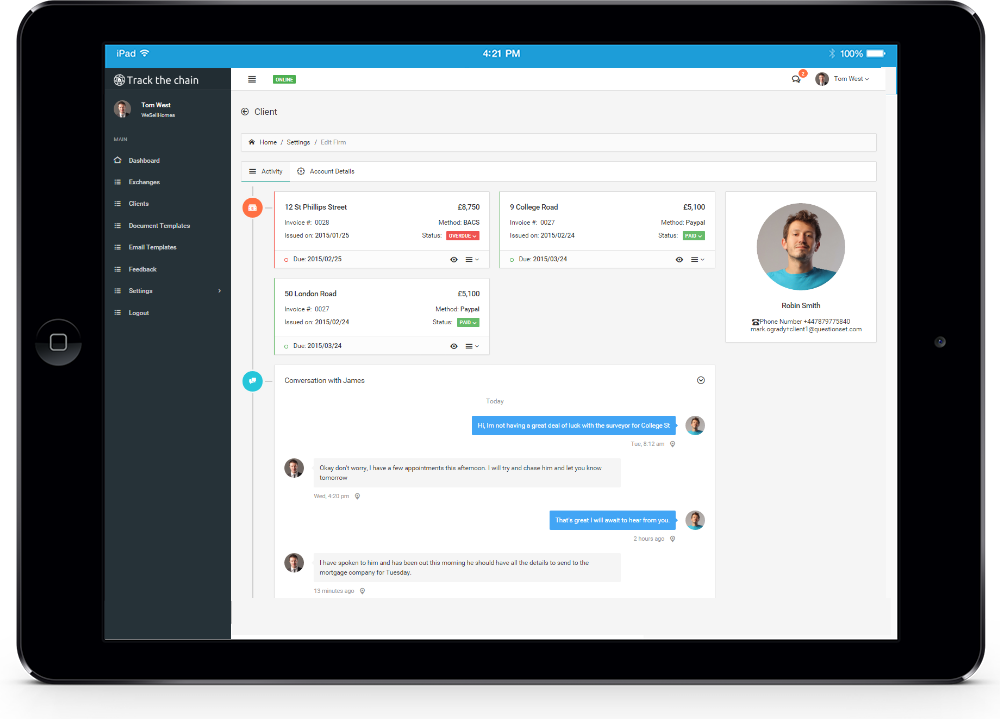 iPad
4:21 PM
100%
Track the chain
ONLINE
2
Tom West
Tom West
WeSellHomes
MAIN
Dashboard
Exchanges
Clients
Document Templates
Email Templates
Feedback
Settings
Logout
Client
Home / Settings / Edit Firm
Activity
Account Details
12 St Phillips Street £8,750
Invoice #: 0028 Method: BACS
Issued on: 2015/01/25 Status: OVERDUE
Due: 2015/02/25
9 College Road £5,100
Invoice #: 0027 Method: Paypal
Issued on: 2015/02/24 Status: PAID
Due: 2015/03/24
50 London Road £5,100
Invoice #: 0027 Method: Paypal
Issued on: 2015/02/24 Status: PAID
Due: 2015/03/24
Robin Smith
Phone Number +447879775840
mark.ogrady+client1@questionset.com
Conversation with James
Today
Hi, Im not having a great deal of luck with the surveyor for College St
Tue, 8:12 am
Okay don't worry, I have a few appointments this afternoon. I will try and chase him and let you know
tomorrow
Wed, 4:20 pm
That's great I will await to hear from you.
2 hours ago
I have spoken to him and has been out this morning he should have all the details to send to the
mortgage company for Tuesday.
13 minutes ago